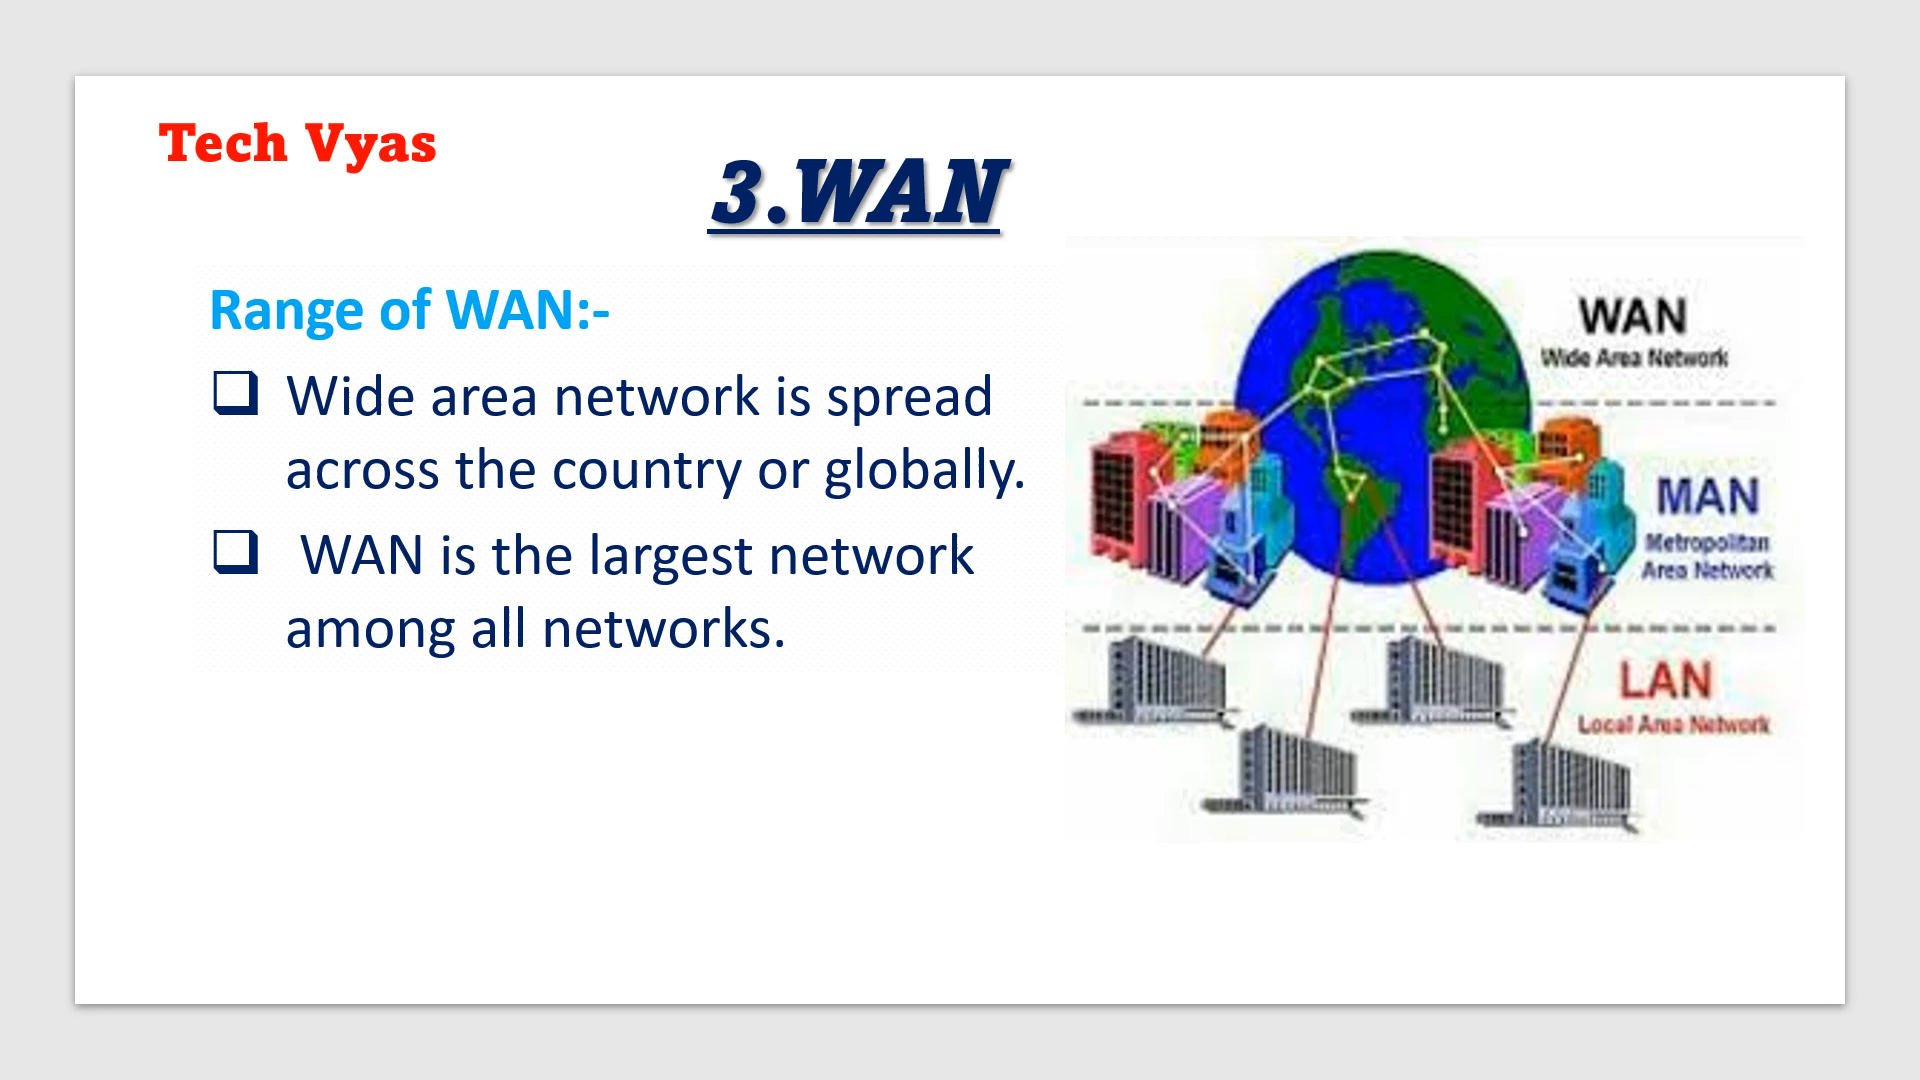 Tech Vyas
3.WAN
Range of WAN:-
Wide area network is spread
across the country or globally.
WAN is the largest network
among all networks.
WAN
Wide Area Network
MAN
Metropolitan
Area Network
LAN
Local Area Network